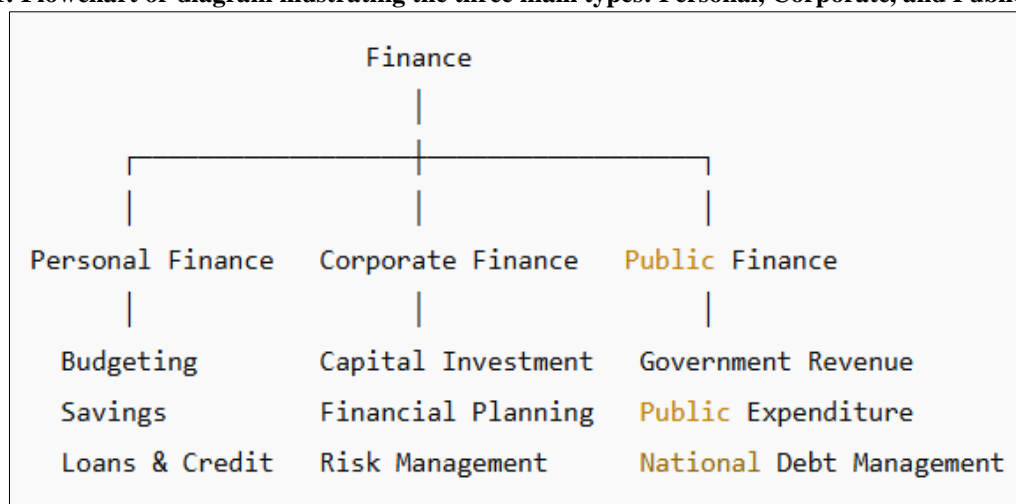 Flowchart or diagram illustrating the three main types: Personal, Corporate, and
Finance
Personal Finance Corporate Finance Public Finance
Budgeting Capital Investment Government Revenue
Savings Financial Planning Public Expenditure
Loans & Credit Risk Management National Debt Management